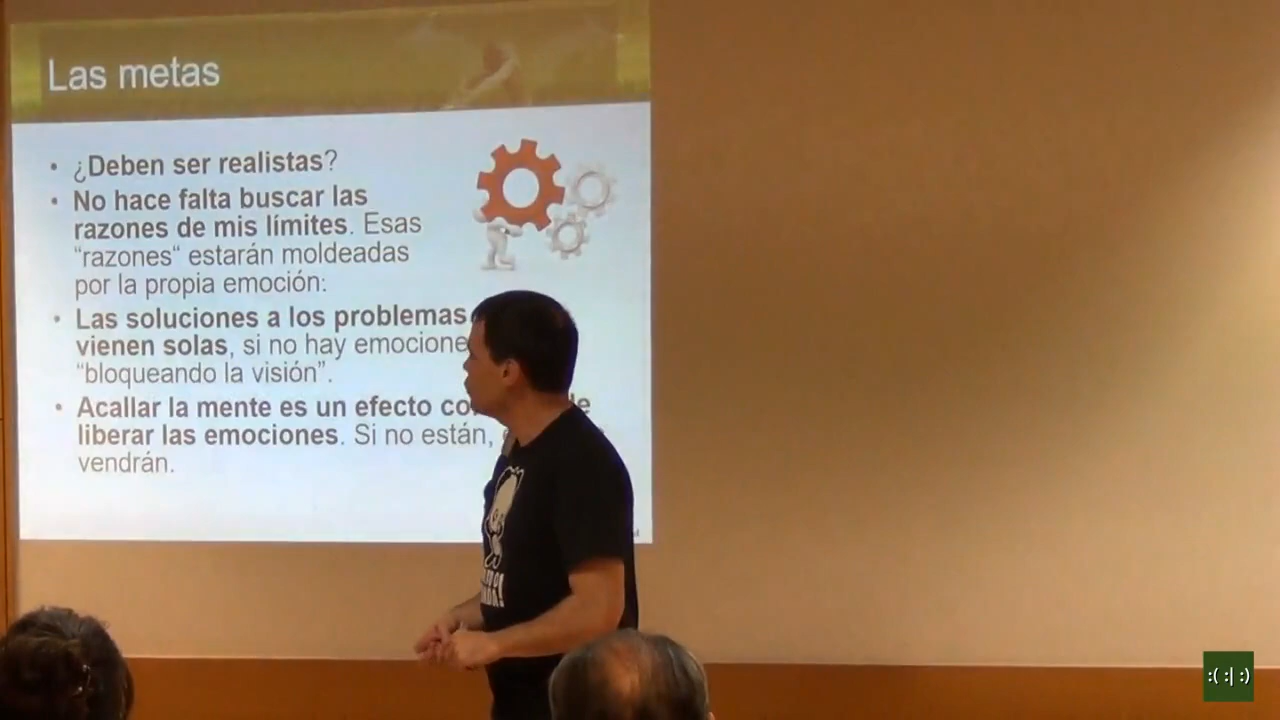 Las metas
• ¿Deben ser realistas?
• No hace falta buscar las
razones de mis límites. Esas
“razones“ estarán moldeadas
por la propia emoción:
• Las soluciones a los problemas
vienen solas, si no hay
“bloqueando la visión”.
• Acallar la mente es un efecto
liberar las emociones. Si no están,
vendrán.
:( :| :)